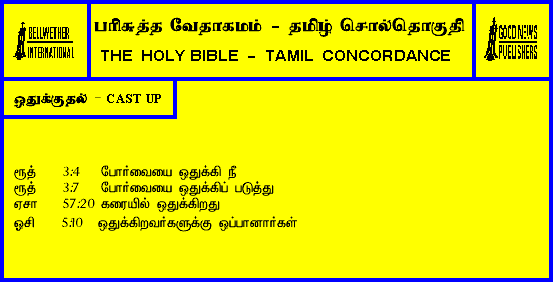 BELLWETHER
INTERNATIONAL
பரிசுத்த வேதாகமம் - தமிழ் சொல்தொகுதி
THE HOLY BIBLE - TAMIL CONCORDANCE
GOOD NEWS
PUBLISHERS
ஒதுக்குதல் - CAST UP
ரூத் 3:4 போர்வையை ஒதுக்கி நீ
ரூத் 3:7 போர்வையை ஒதுக்கிப் படுத்து
ஏசா 57:20 கரையில் ஒதுக்கிறது
ஓசி 5:10 ஒதுக்கிறவர்களுக்கு ஒப்பானார்கள்